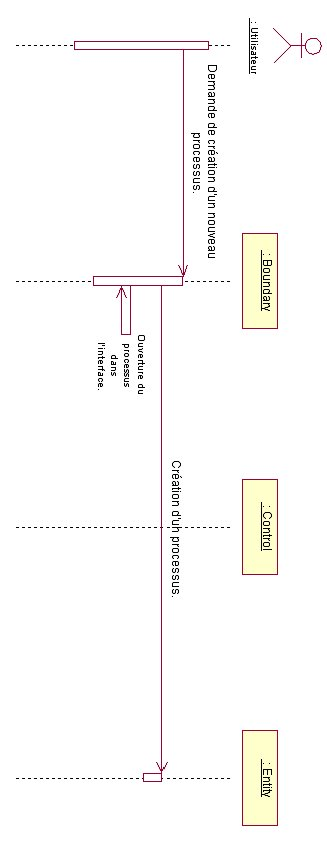 : Utilisateur
: Boundary
: Control
: Entity
Demande de création d'un nouveau
processus.
Création d'un processus.
Ouverture du
processus
dans
l'interface.